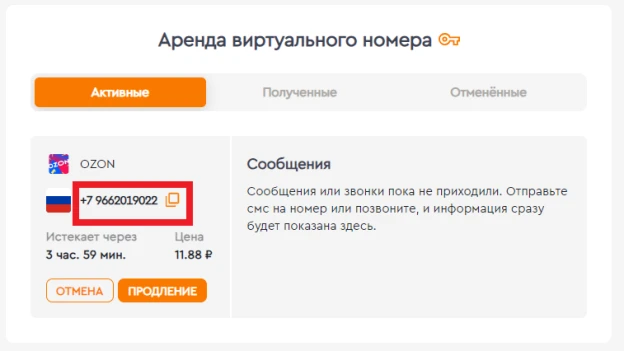 Аренда виртуального номера
Активные
Полученные
Отменённые
OZON
OZON
+7 9662019022
Истекает через
Цена
3 час. 59 мин.
11.88 ₽
ОТМЕНА
ПРОДЛЕНИЕ
Сообщения
Сообщения или звонки пока не приходили. Отправьте
смс на номер или позвоните, и информация сразу
будет показана здесь.